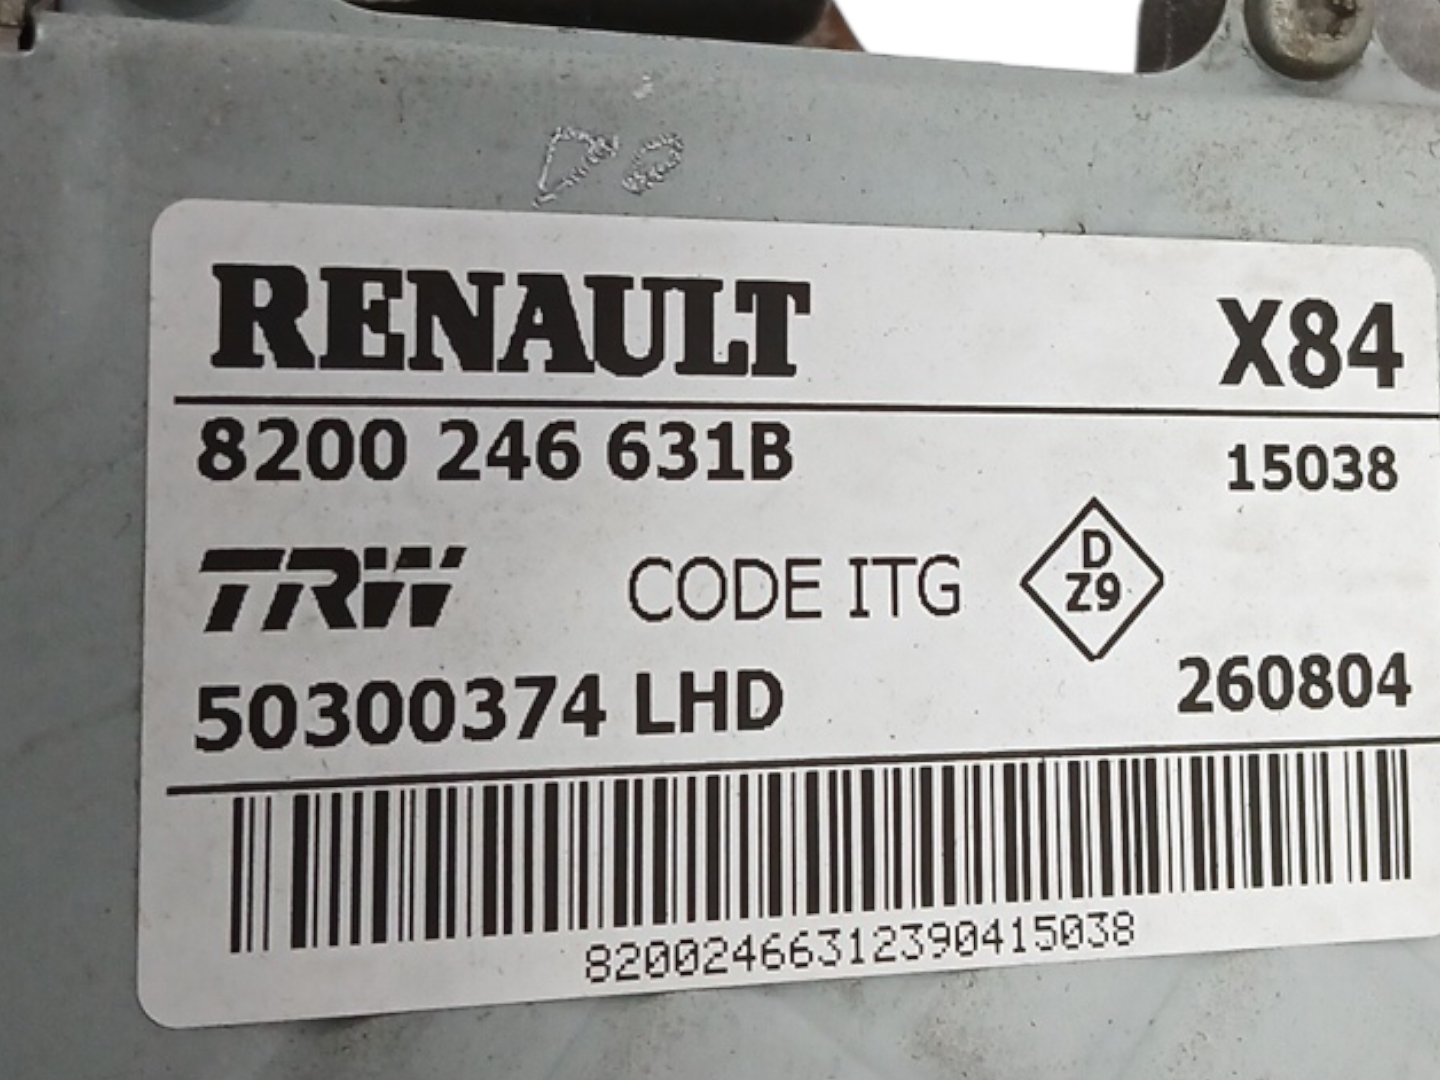 RENAULT X84
8200 246 631B 15038
TRW CODE ITG D Z9
50300374 LHD 260804
82002466312390415038